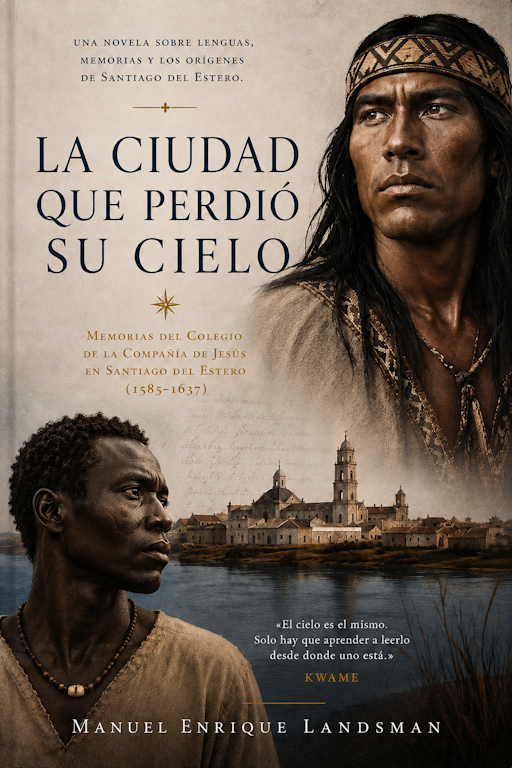 UNA NOVELA SOBRE LENGUAS,
MEMORIAS Y LOS ORÍGENES
DE SANTIAGO DEL ESTERO.
LA CIUDAD
QUE PERDIÓ
SU CIELO
MEMORIAS DEL COLEGIO
DE LA COMPAÑÍA DE JESÚS
EN SANTIAGO DEL ESTERO
(1585–1637)
«El cielo es el mismo.
Solo hay que aprender a leerlo
desde donde uno está.»
KWAME
MANUEL ENRIQUE LANDSMAN